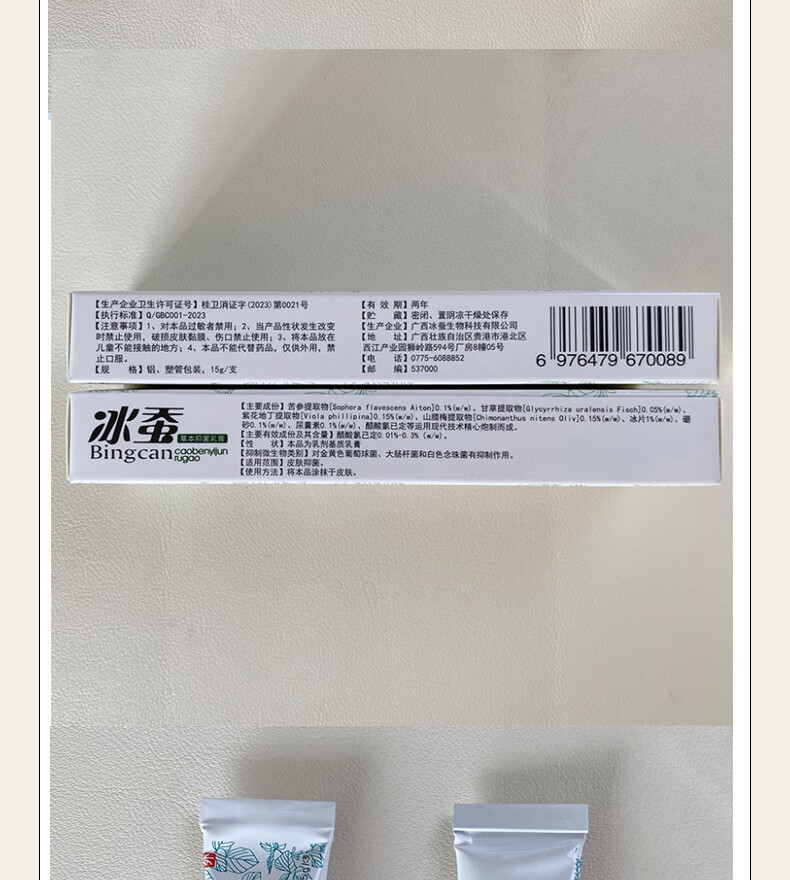 【生产企业卫生许可证号】桂卫消证字(2023)第0021号
【执行标准】Q/GBC001-2023
【注意事项】1、对本品过敏者禁用；2、当产品性状发生改变
时禁止使用，破损皮肤黏膜、伤口禁止使用；3、将本品放在
儿童不能接触的地方；4、本品不能代替药品，仅供外用，禁
止口服。
【规 格】铝、塑管包装，15g/支
【有 效 期】两年
【贮 藏】密闭、置阴凉干燥处保存
【生产企业】广西冰蚕生物科技有限公司
【地 址】广西壮族自治区贵港市港北区
西江产业园狮岭路594号厂房8幢05号
【电 话】0775-6088852
【邮 编】537000
6 976479 670089
冰蚕
草本抑菌乳膏
Bingcan
caobenyijun
rugao
【主要成份】苦参提取物[Sophora flavescens Aiton]0.1%(w/w)、甘草提取物[Glycyrrhiza uralensis Fisch]0.05%(w/w)、
紫花地丁提取物[Viola phillipina]0.15%(w/w)、山腊梅提取物[Chimonanthus nitens Oliv]0.15%(w/w)、冰片1%(w/w)、硼
砂0.1%(w/w)、尿囊素0.1%(w/w)、醋酸氯己定等运用现代技术精心炮制而成。
【主要有效成份及其含量】醋酸氯己定0.01%-0.3%（w/w)。
【性 状】本品为乳剂基质乳膏
【抑制微生物类别】对金黄色葡萄球菌、大肠杆菌和白色念珠菌有抑制作用。
【适用范围】皮肤抑菌。
【使用方法】将本品涂抹于皮肤。